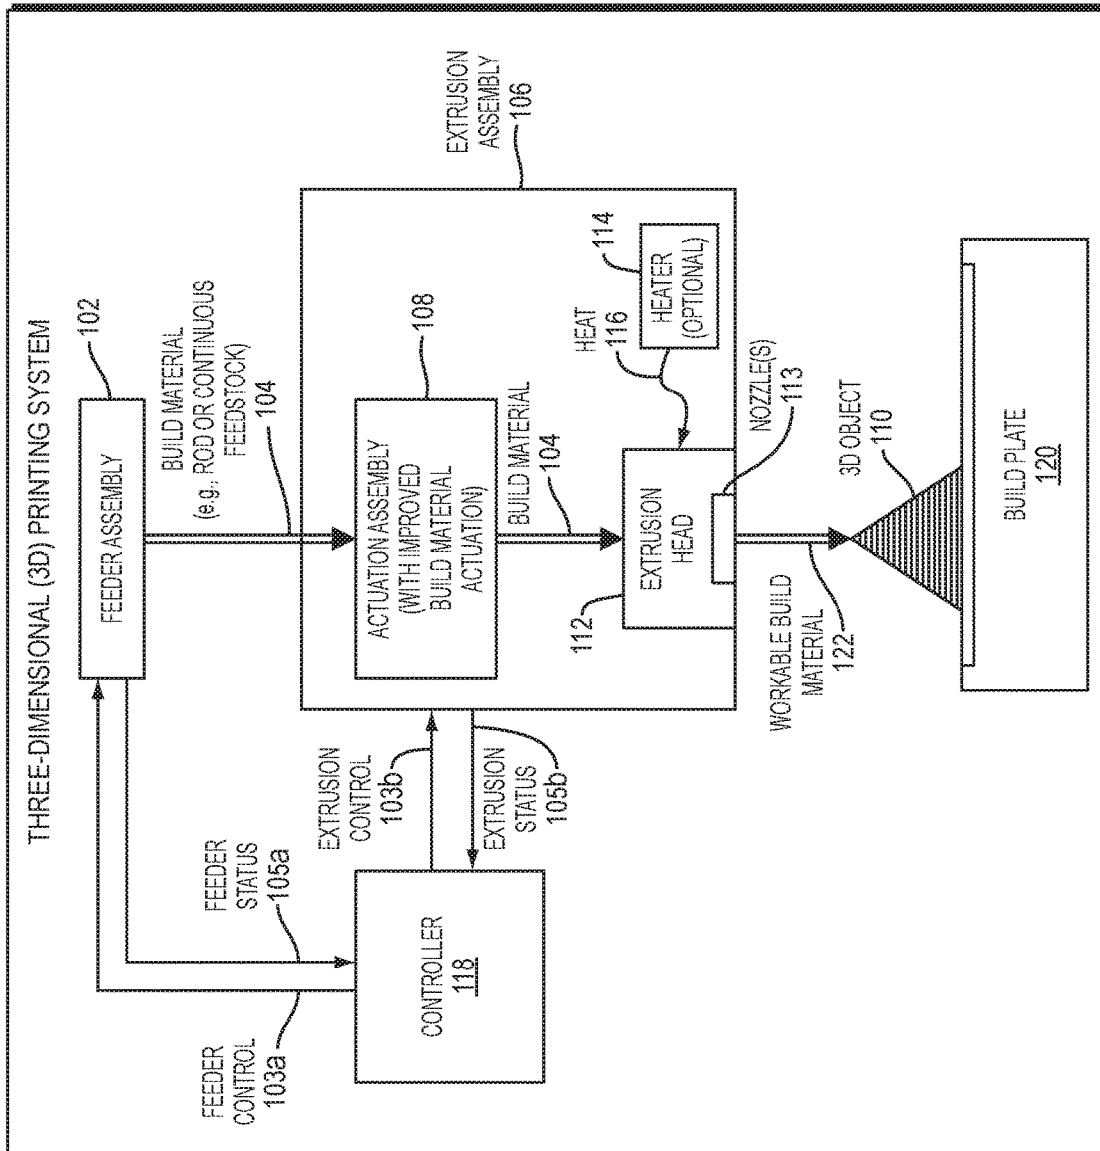 THREE-DIMENSIONAL (3D) PRINTING SYSTEM
FEEDER
CONTROL
103a
FEEDER
STATUS
105a
FEEDER ASSEMBLY
102
BUILD MATERIAL
(e.g., ROD OR CONTINUOUS
FEEDSTOCK)
104
CONTROLLER
118
EXTRUSION
CONTROL
103b
EXTRUSION
STATUS
105b
EXTRUSION
ASSEMBLY
106
ACTUATION ASSEMBLY
(WITH IMPROVED
BUILD MATERIAL
ACTUATION)
108
BUILD MATERIAL
104
HEAT
116
HEATER
(OPTIONAL)
114
112
EXTRUSION
HEAD
NOZZLE(S)
113
WORKABLE BUILD
MATERIAL
122
3D OBJECT
110
BUILD PLATE
120